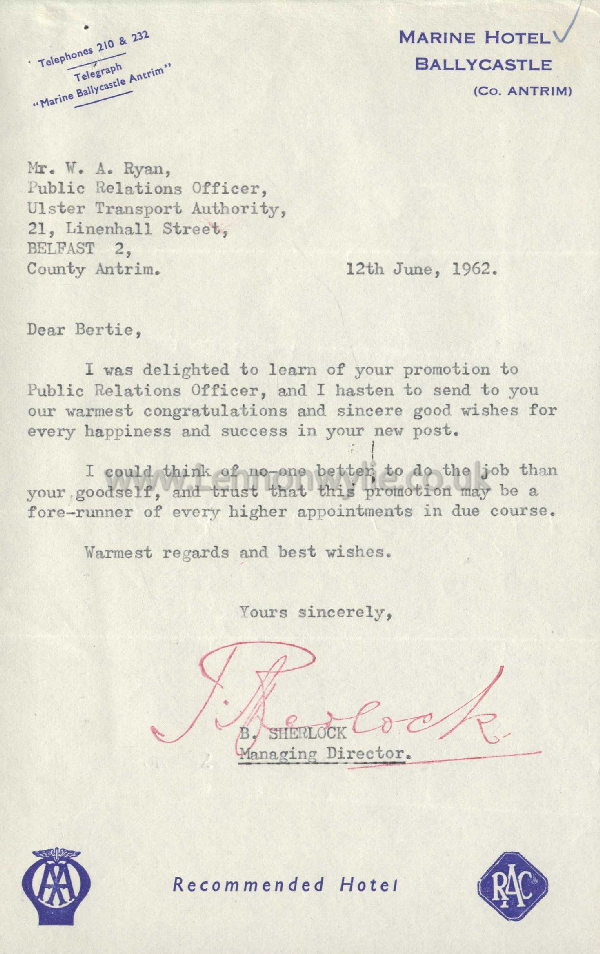 Telephones 210 & 232
Telegraph
"Marine Ballycastle Antrim"
MARINE HOTEL
BALLYCASTLE
(Co. ANTRIM)
Mr. W. A. Ryan,
Public Relations Officer,
Ulster Transport Authority,
21, Linenhall Street,
BELFAST 2,
County Antrim. 12th June, 1962.
Dear Bertie,
I was delighted to learn of your promotion to
Public Relations Officer, and I hasten to send to you
our warmest congratulations and sincere good wishes for
every happiness and success in your new post.
I could think of no-one better to do the job than
www.Lennonwylie.co.uk
your goodself, and trust that this promotion may be a
fore-runner of every higher appointments in due course.
Warmest regards and best wishes.
Yours sincerely,
Sherlock
B. SHERLOCK
Managing Director.
AA
Recommended Hotel
RAC